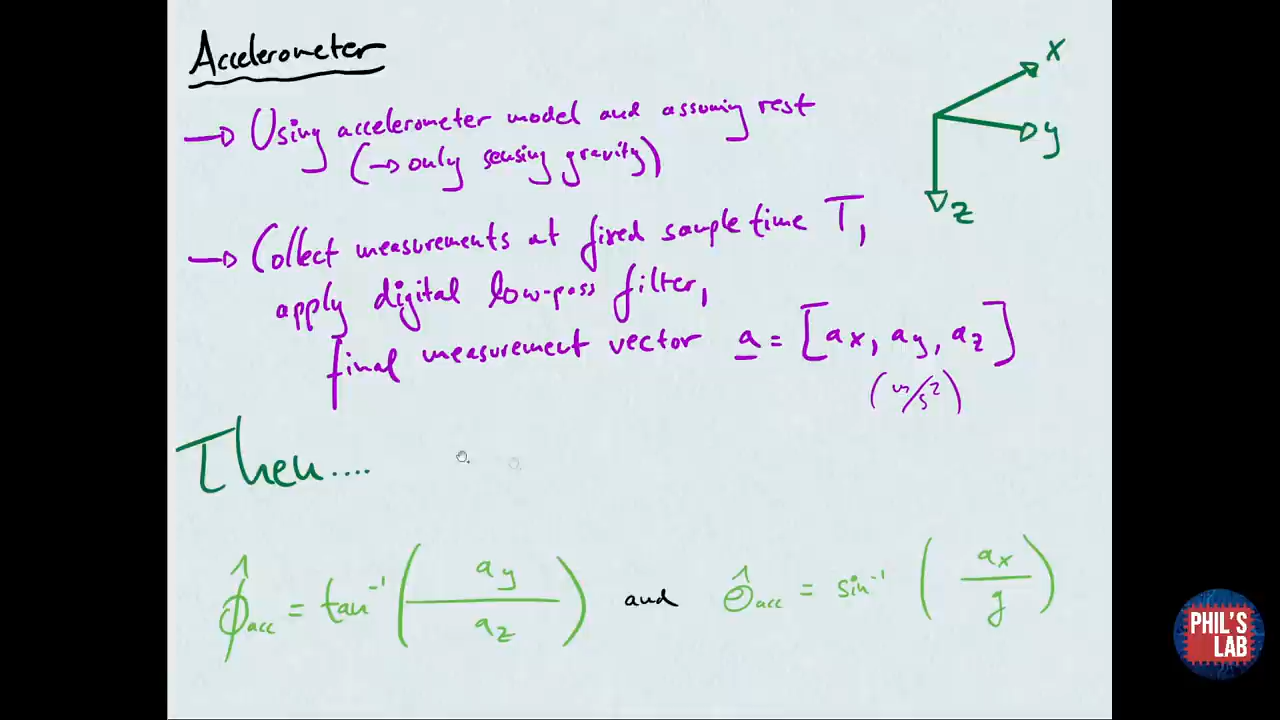 Accelerometer
x
y
z
→ Using accelerometer model and assuming rest
(→ only sensing gravity)
→ Collect measurements at fixed sample time T,
apply digital low-pass filter,
final measurement vector a = [ax, ay, az]
(m/s²)
Then....
ϕ̂acc = tan⁻¹ (ay / az) and θ̂acc = sin⁻¹ (ax / g)
PHIL'S
LAB